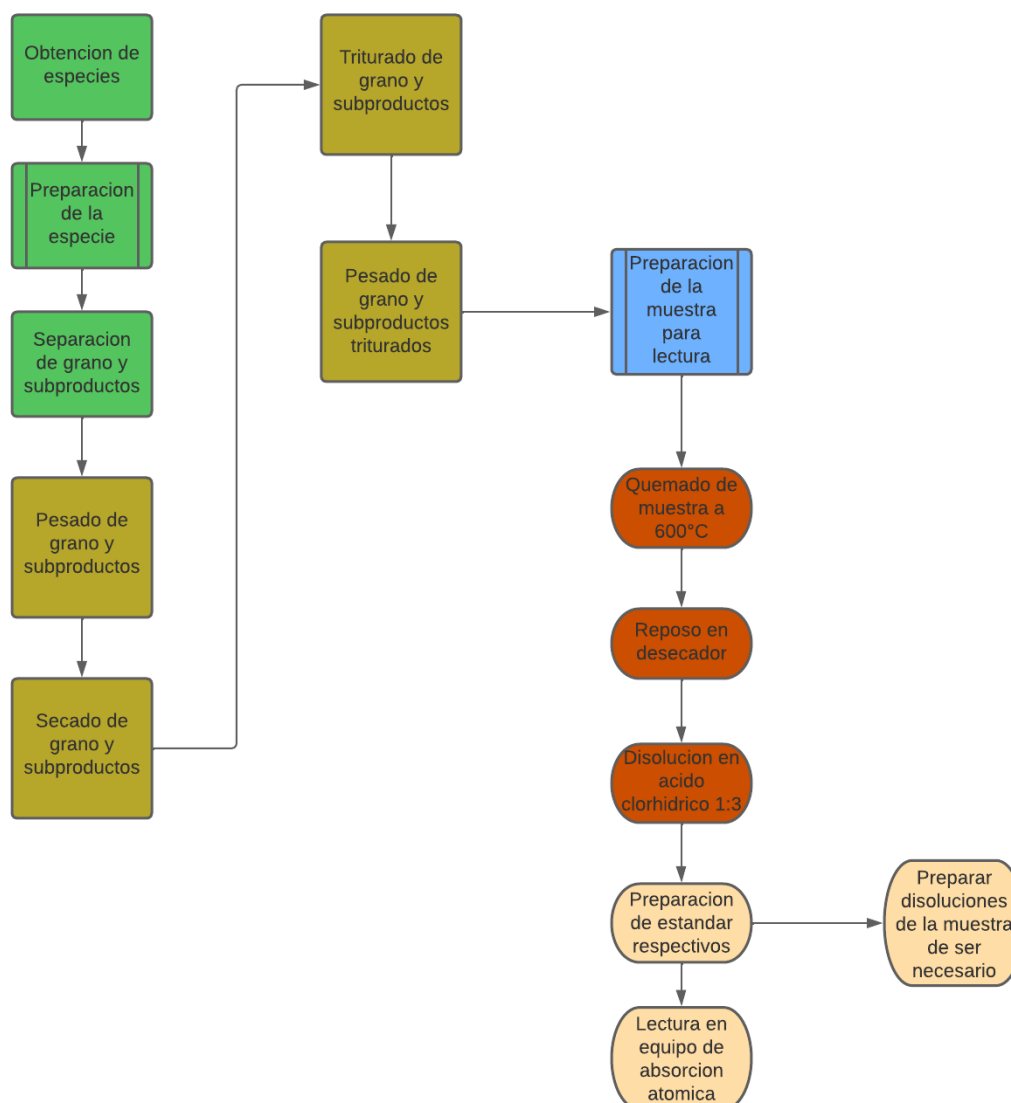 Obtencion de
especies
Preparacion
de la
especie
Separacion
de grano y
subproductos
Pesado de
grano y
subproductos
Secado de
grano y
subproductos
Triturado de
grano y
subproductos
Pesado de
grano y
subproductos
triturados
Preparacion
de la
muestra
para
lectura
Quemado de
muestra a
600°C
Reposo en
desecador
Disolucion en
acido
clorhidrico 1:3
Preparacion
de estandar
respectivos
Preparar
disoluciones
de la muestra
de ser
necesario
Lectura en
equipo de
absorcion
atomica